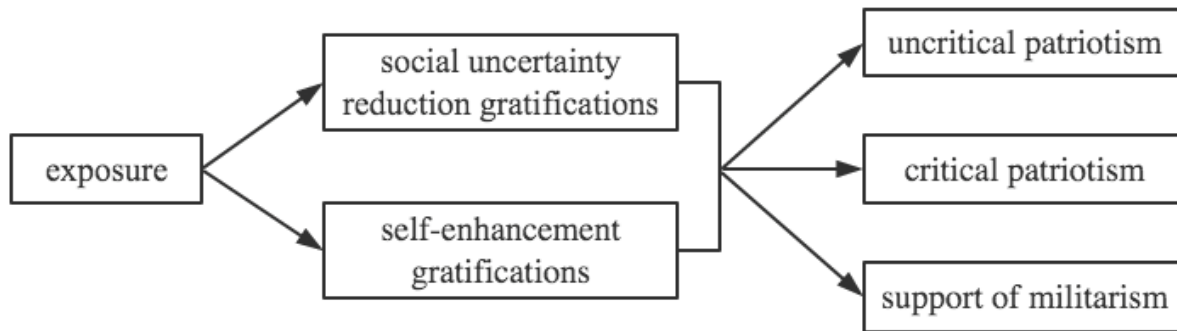 exposure
social uncertainty
reduction gratifications
self-enhancement
gratifications
uncritical patriotism
critical patriotism
support of militarism